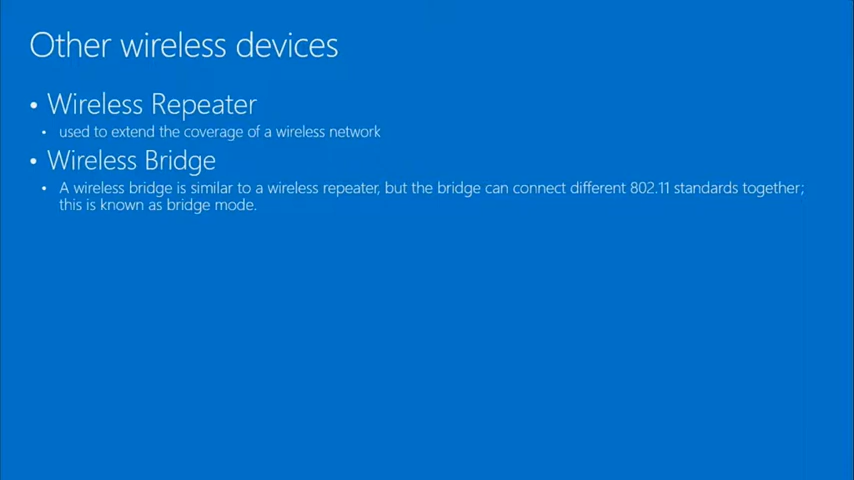 Other wireless devices
• Wireless Repeater
• used to extend the coverage of a wireless network
• Wireless Bridge
• A wireless bridge is similar to a wireless repeater, but the bridge can connect different 802.11 standards together;
this is known as bridge mode.